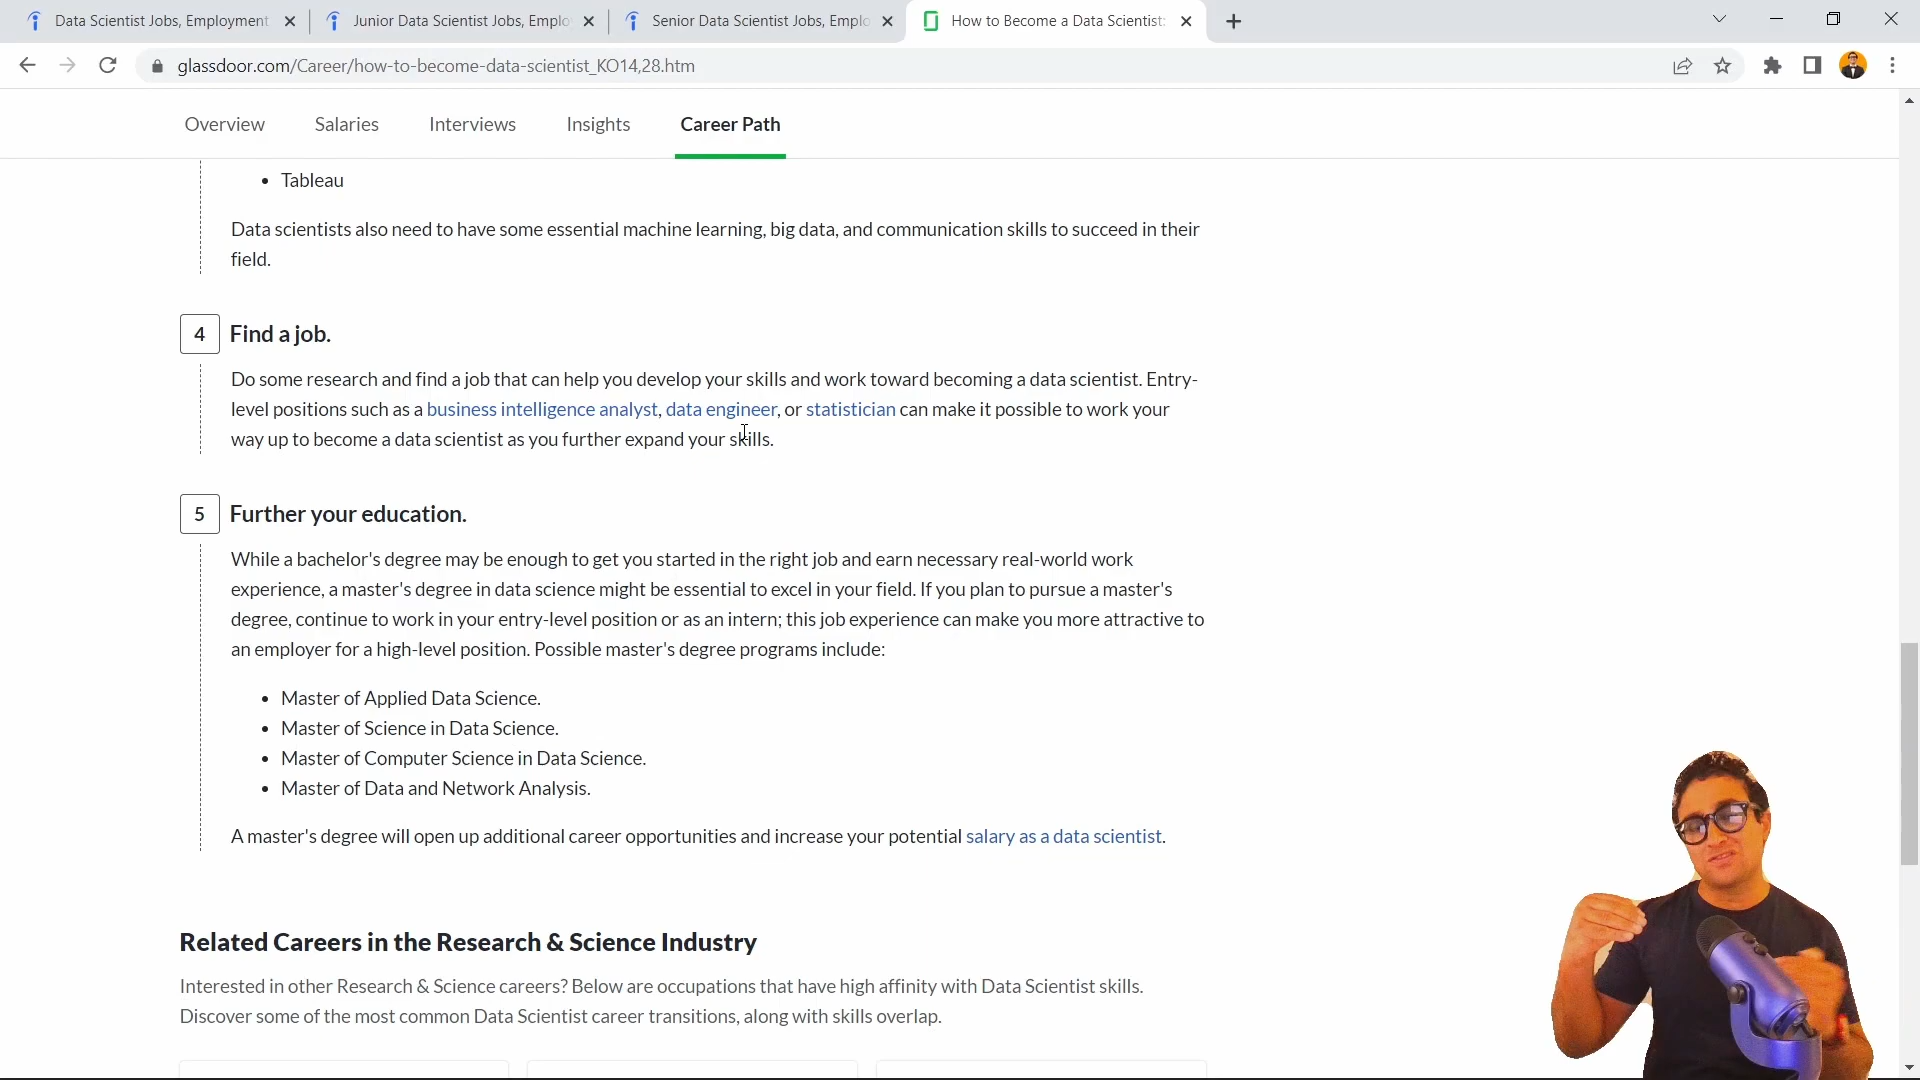 Data Scientist Jobs, Employment
Junior Data Scientist Jobs, Emplo
Senior Data Scientist Jobs, Emplo
How to Become a Data Scientist:
glassdoor.com/Career/how-to-become-data-scientist_KO14,28.htm
Overview
Salaries
Interviews
Insights
Career Path
• Tableau
Data scientists also need to have some essential machine learning, big data, and communication skills to succeed in their
field.
4 Find a job.
Do some research and find a job that can help you develop your skills and work toward becoming a data scientist. Entry-
level positions such as a business intelligence analyst, data engineer, or statistician can make it possible to work your
way up to become a data scientist as you further expand your skills.
5 Further your education.
While a bachelor's degree may be enough to get you started in the right job and earn necessary real-world work
experience, a master's degree in data science might be essential to excel in your field. If you plan to pursue a master's
degree, continue to work in your entry-level position or as an intern; this job experience can make you more attractive to
an employer for a high-level position. Possible master's degree programs include:
• Master of Applied Data Science.
• Master of Science in Data Science.
• Master of Computer Science in Data Science.
• Master of Data and Network Analysis.
A master's degree will open up additional career opportunities and increase your potential salary as a data scientist.
Related Careers in the Research & Science Industry
Interested in other Research & Science careers? Below are occupations that have high affinity with Data Scientist skills.
Discover some of the most common Data Scientist career transitions, along with skills overlap.